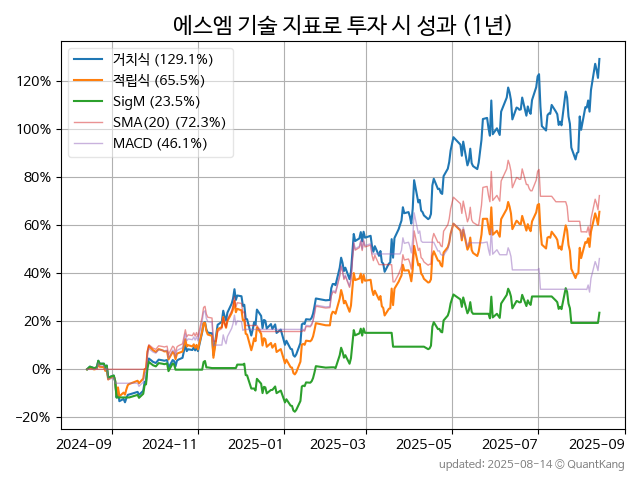 에스엠 기술 지표로 투자 시 성과 (1년)
거치식 (129.1%)
적립식 (65.5%)
SigM (23.5%)
SMA(20) (72.3%)
MACD (46.1%)
120%
100%
80%
60%
40%
20%
0%
−20%
2024-09 2024-11 2025-01 2025-03 2025-05 2025-07 2025-09
updated: 2025-08-14 © QuantKang